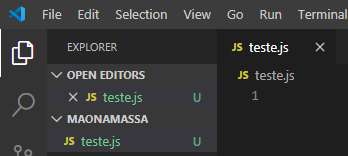 File Edit Selection View Go Run Terminal
EXPLORER
OPEN EDITORS
JS teste.js U
MAONAMASSA
JS teste.js U
JS teste.js
JS teste.js
1